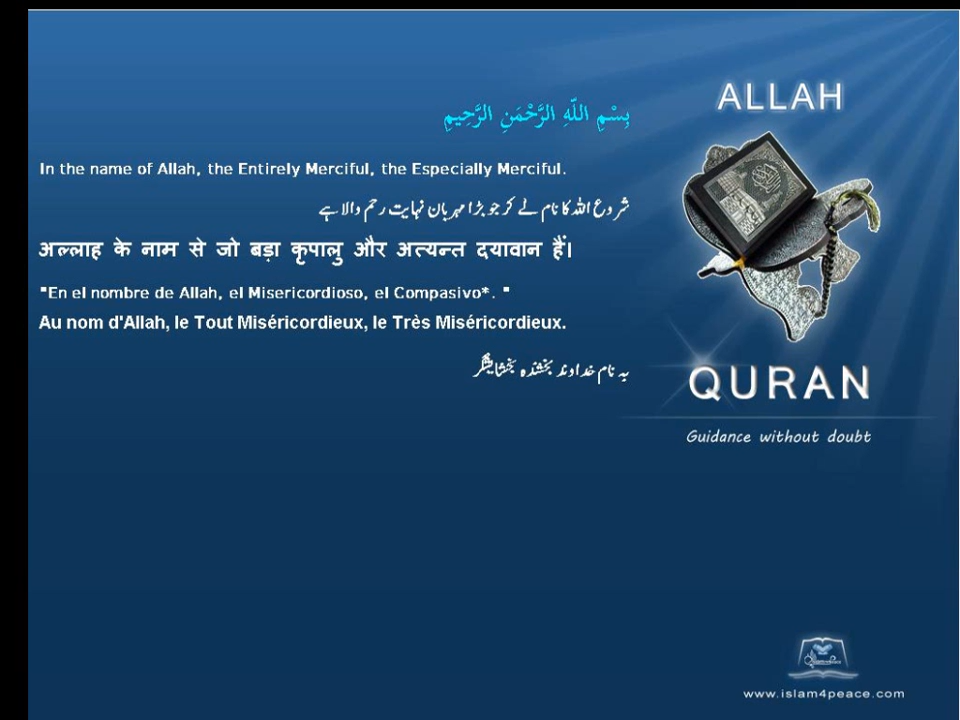 بِسْمِ اللّهِ الرَّحْمَنِ الرَّحِيمِ
In the name of Allah, the Entirely Merciful, the Especially Merciful.
شروع الله کا نام لے کر جو بڑا مہربان نہایت رحم والا ہے
अल्लाह के नाम से जो बड़ा कृपालु और अत्यन्त दयावान हैं।
"En el nombre de Allah, el Misericordioso, el Compasivo*. "
Au nom d'Allah, le Tout Miséricordieux, le Très Miséricordieux.
به نام خداوند بخشنده بخشایشگر
ALLAH
QURAN
Guidance without doubt
www.islam4peace.com